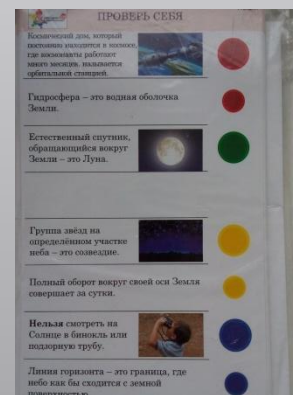 ПРОВЕРЬ СЕБЯ
Космический дом, который
постоянно находится в космосе,
где космонавты работают
много месяцев, называется
орбитальной станцией.
Гидросфера – это водная оболочка
Земли.
Естественный спутник,
обращающийся вокруг
Земли – это Луна.
Группа звёзд на
определённом участке
неба – это созвездие.
Полный оборот вокруг своей оси Земля
совершает за сутки.
Нельзя смотреть на
Солнце в бинокль или
подзорную трубу.
Линия горизонта – это граница, где
небо как бы сходится с земной
поверхностью.